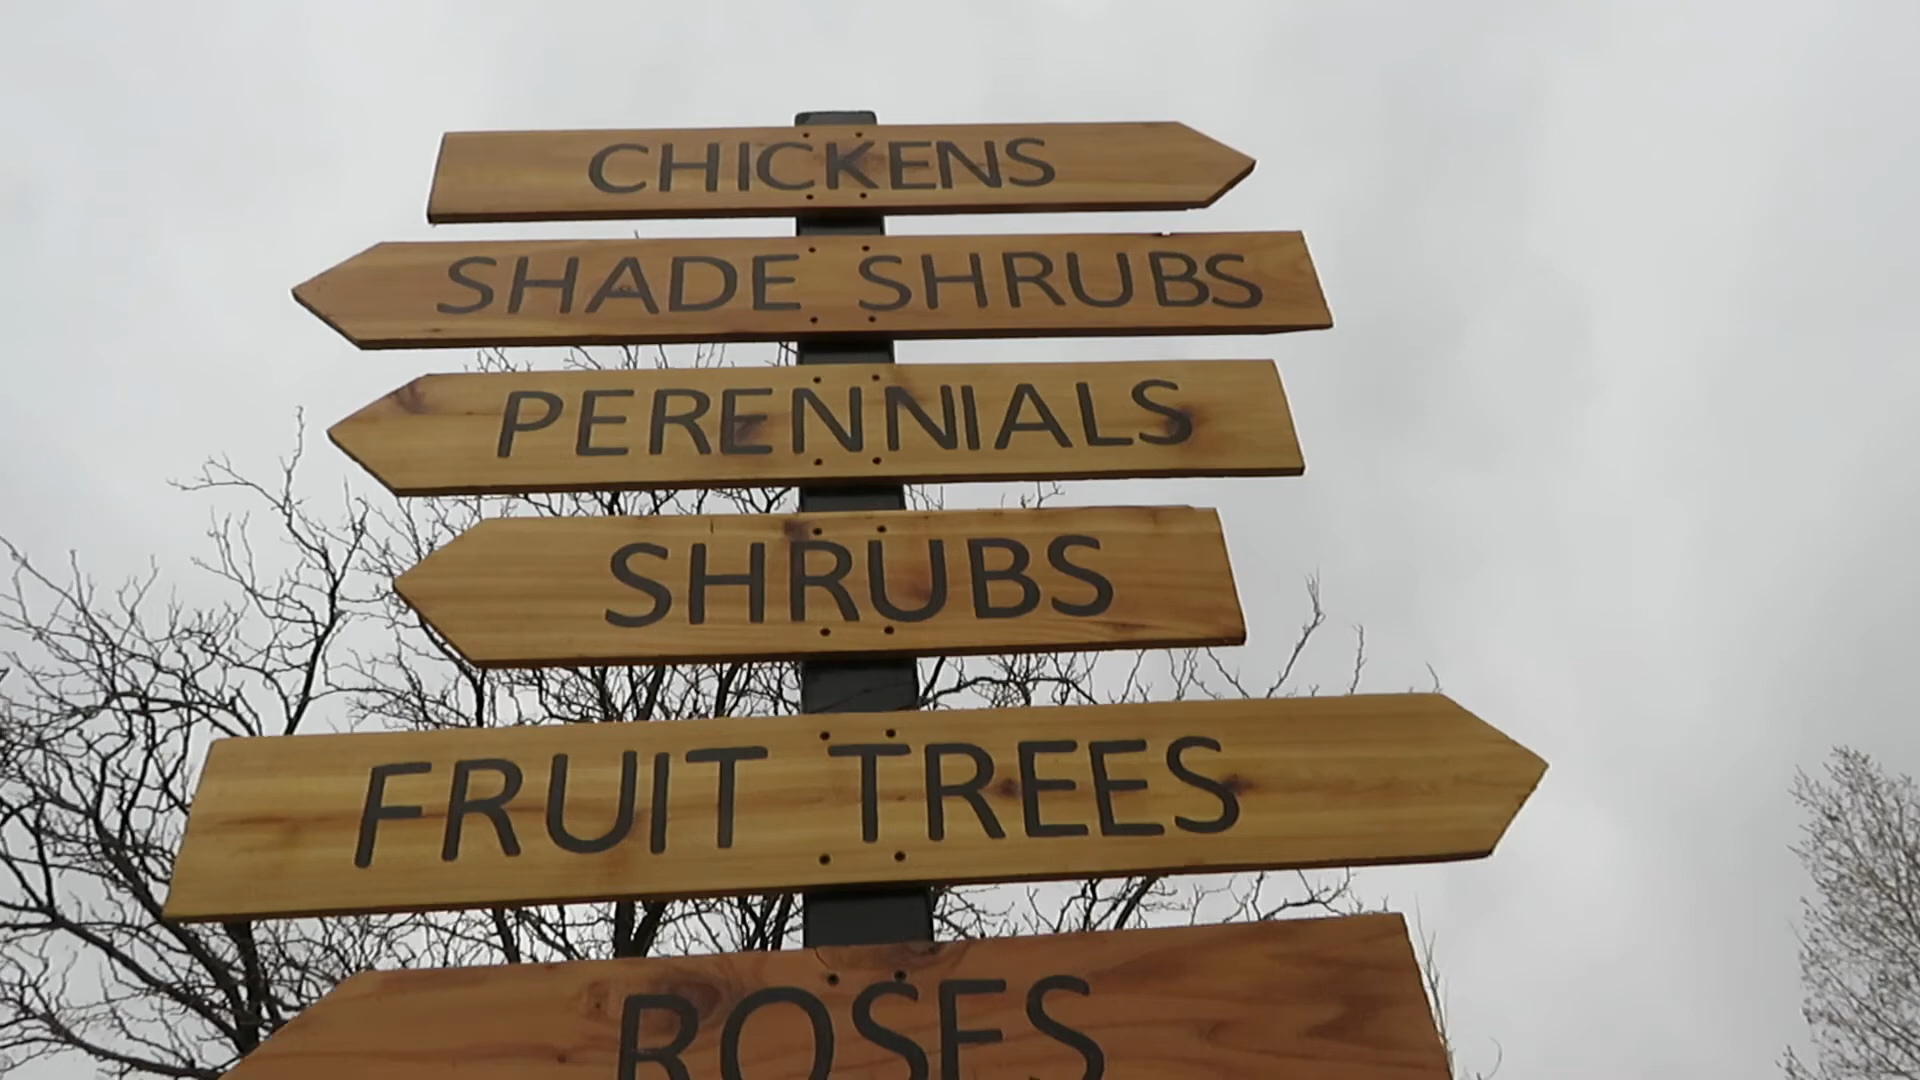 CHICKENS
SHADE SHRUBS
PERENNIALS
SHRUBS
FRUIT TREES
ROSES